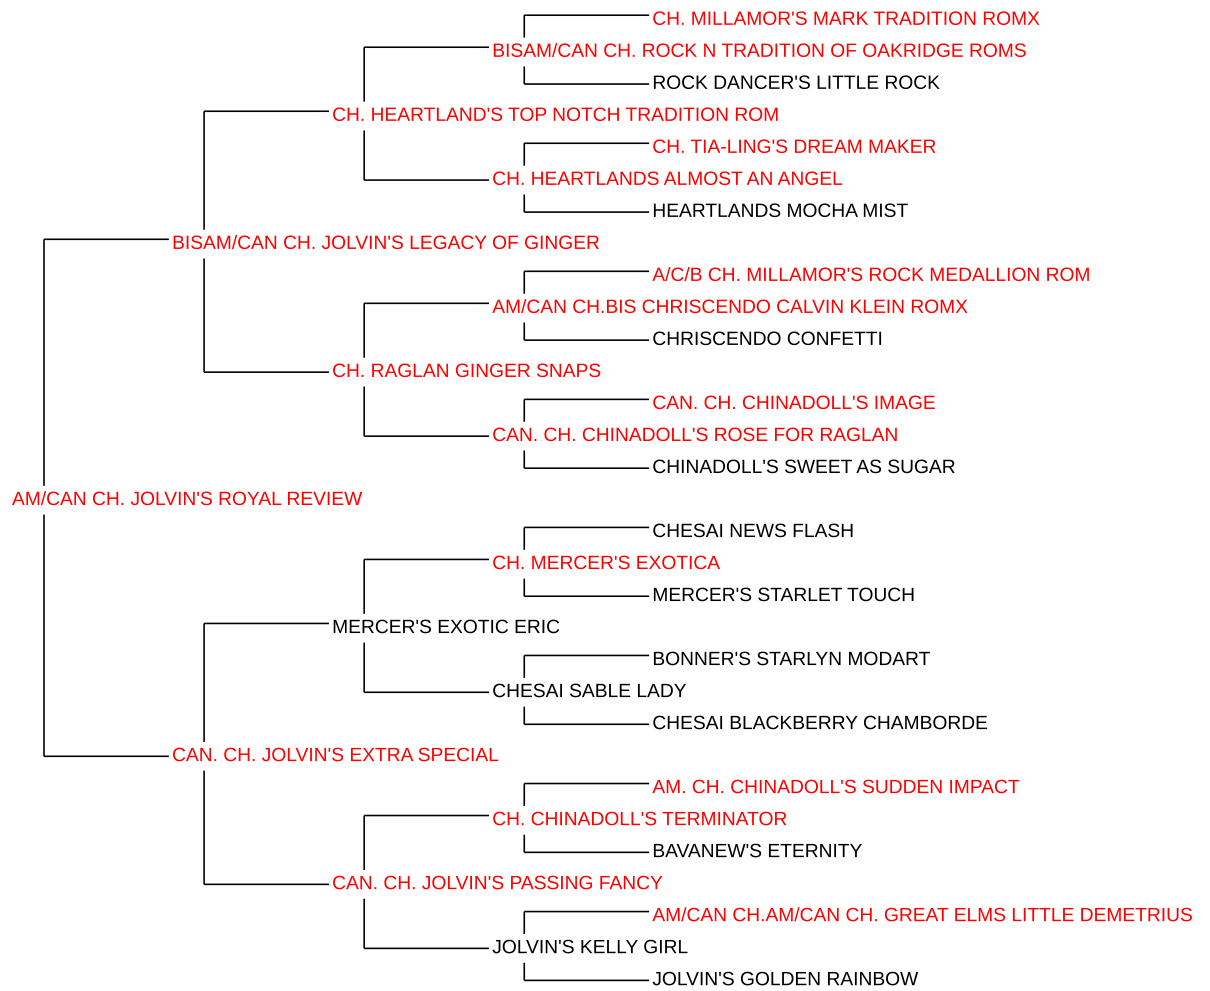 CH. MILLAMOR'S MARK TRADITION ROMX
BISAM/CAN CH. ROCK N TRADITION OF OAKRIDGE ROMS
ROCK DANCER'S LITTLE ROCK
CH. HEARTLAND'S TOP NOTCH TRADITION ROM
CH. TIA-LING'S DREAM MAKER
CH. HEARTLANDS ALMOST AN ANGEL
HEARTLANDS MOCHA MIST
BISAM/CAN CH. JOLVIN'S LEGACY OF GINGER
A/C/B CH. MILLAMOR'S ROCK MEDALLION ROM
AM/CAN CH.BIS CHRISCENDO CALVIN KLEIN ROMX
CHRISCENDO CONFETTI
CH. RAGLAN GINGER SNAPS
CAN. CH. CHINADOLL'S IMAGE
CAN. CH. CHINADOLL'S ROSE FOR RAGLAN
CHINADOLL'S SWEET AS SUGAR
AM/CAN CH. JOLVIN'S ROYAL REVIEW
CHESAI NEWS FLASH
CH. MERCER'S EXOTICA
MERCER'S STARLET TOUCH
MERCER'S EXOTIC ERIC
BONNER'S STARLYN MODART
CHESAI SABLE LADY
CHESAI BLACKBERRY CHAMBORDE
CAN. CH. JOLVIN'S EXTRA SPECIAL
AM. CH. CHINADOLL'S SUDDEN IMPACT
CH. CHINADOLL'S TERMINATOR
BAVANEW'S ETERNITY
CAN. CH. JOLVIN'S PASSING FANCY
AM/CAN CH.AM/CAN CH. GREAT ELMS LITTLE DEMETRIUS
JOLVIN'S KELLY GIRL
JOLVIN'S GOLDEN RAINBOW